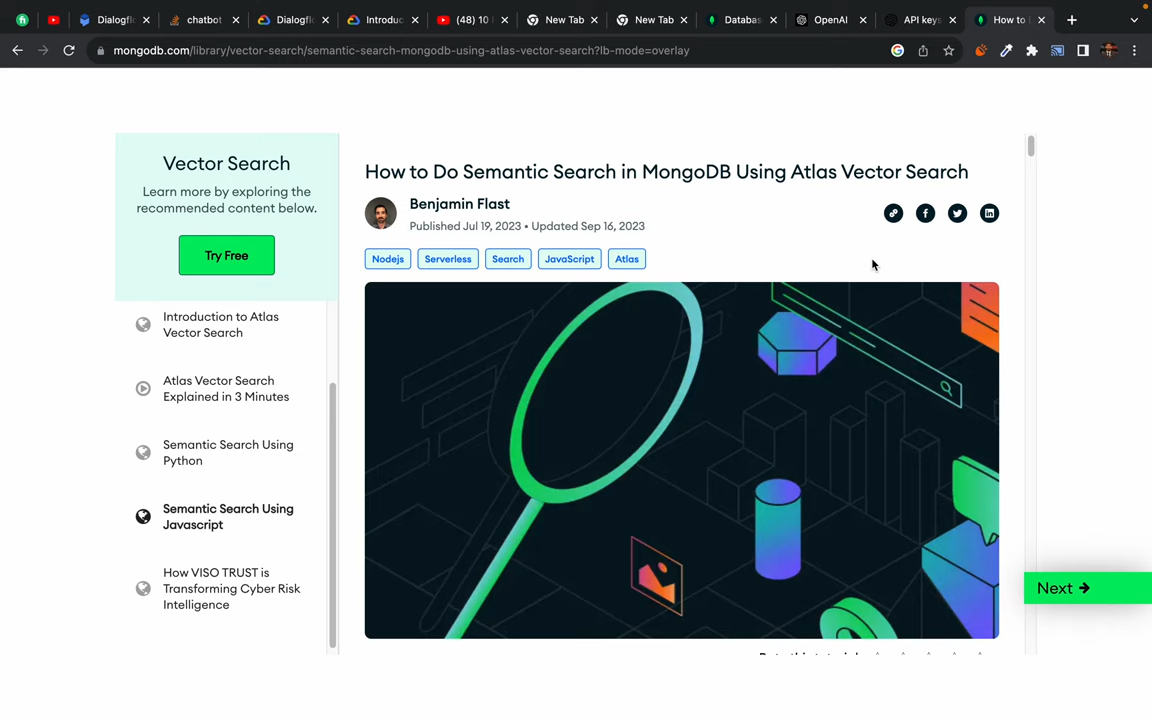 Dialogfl
chatbot
Dialogfl
Introduc
(48) 10 I
New Tab
New Tab
Databas
OpenAI
API keys
How to
mongodb.com/library/vector-search/semantic-search-mongodb-using-atlas-vector-search?lb-mode=overlay
Vector Search
Learn more by exploring the
recommended content below.
Try Free
Introduction to Atlas
Vector Search
Atlas Vector Search
Explained in 3 Minutes
Semantic Search Using
Python
Semantic Search Using
Javascript
How VISO TRUST is
Transforming Cyber Risk
Intelligence
How to Do Semantic Search in MongoDB Using Atlas Vector Search
Benjamin Flast
Published Jul 19, 2023 • Updated Sep 16, 2023
Nodejs
Serverless
Search
JavaScript
Atlas
Next →